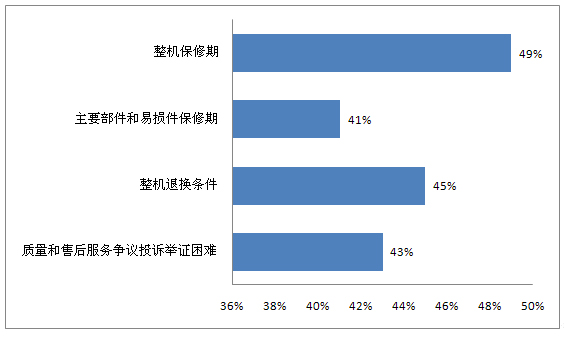 整机保修期
49%
主要部件和易损件保修期
41%
整机退换条件
45%
质量和售后服务争议投诉举证困难
43%
36% 38% 40% 42% 44% 46% 48% 50%